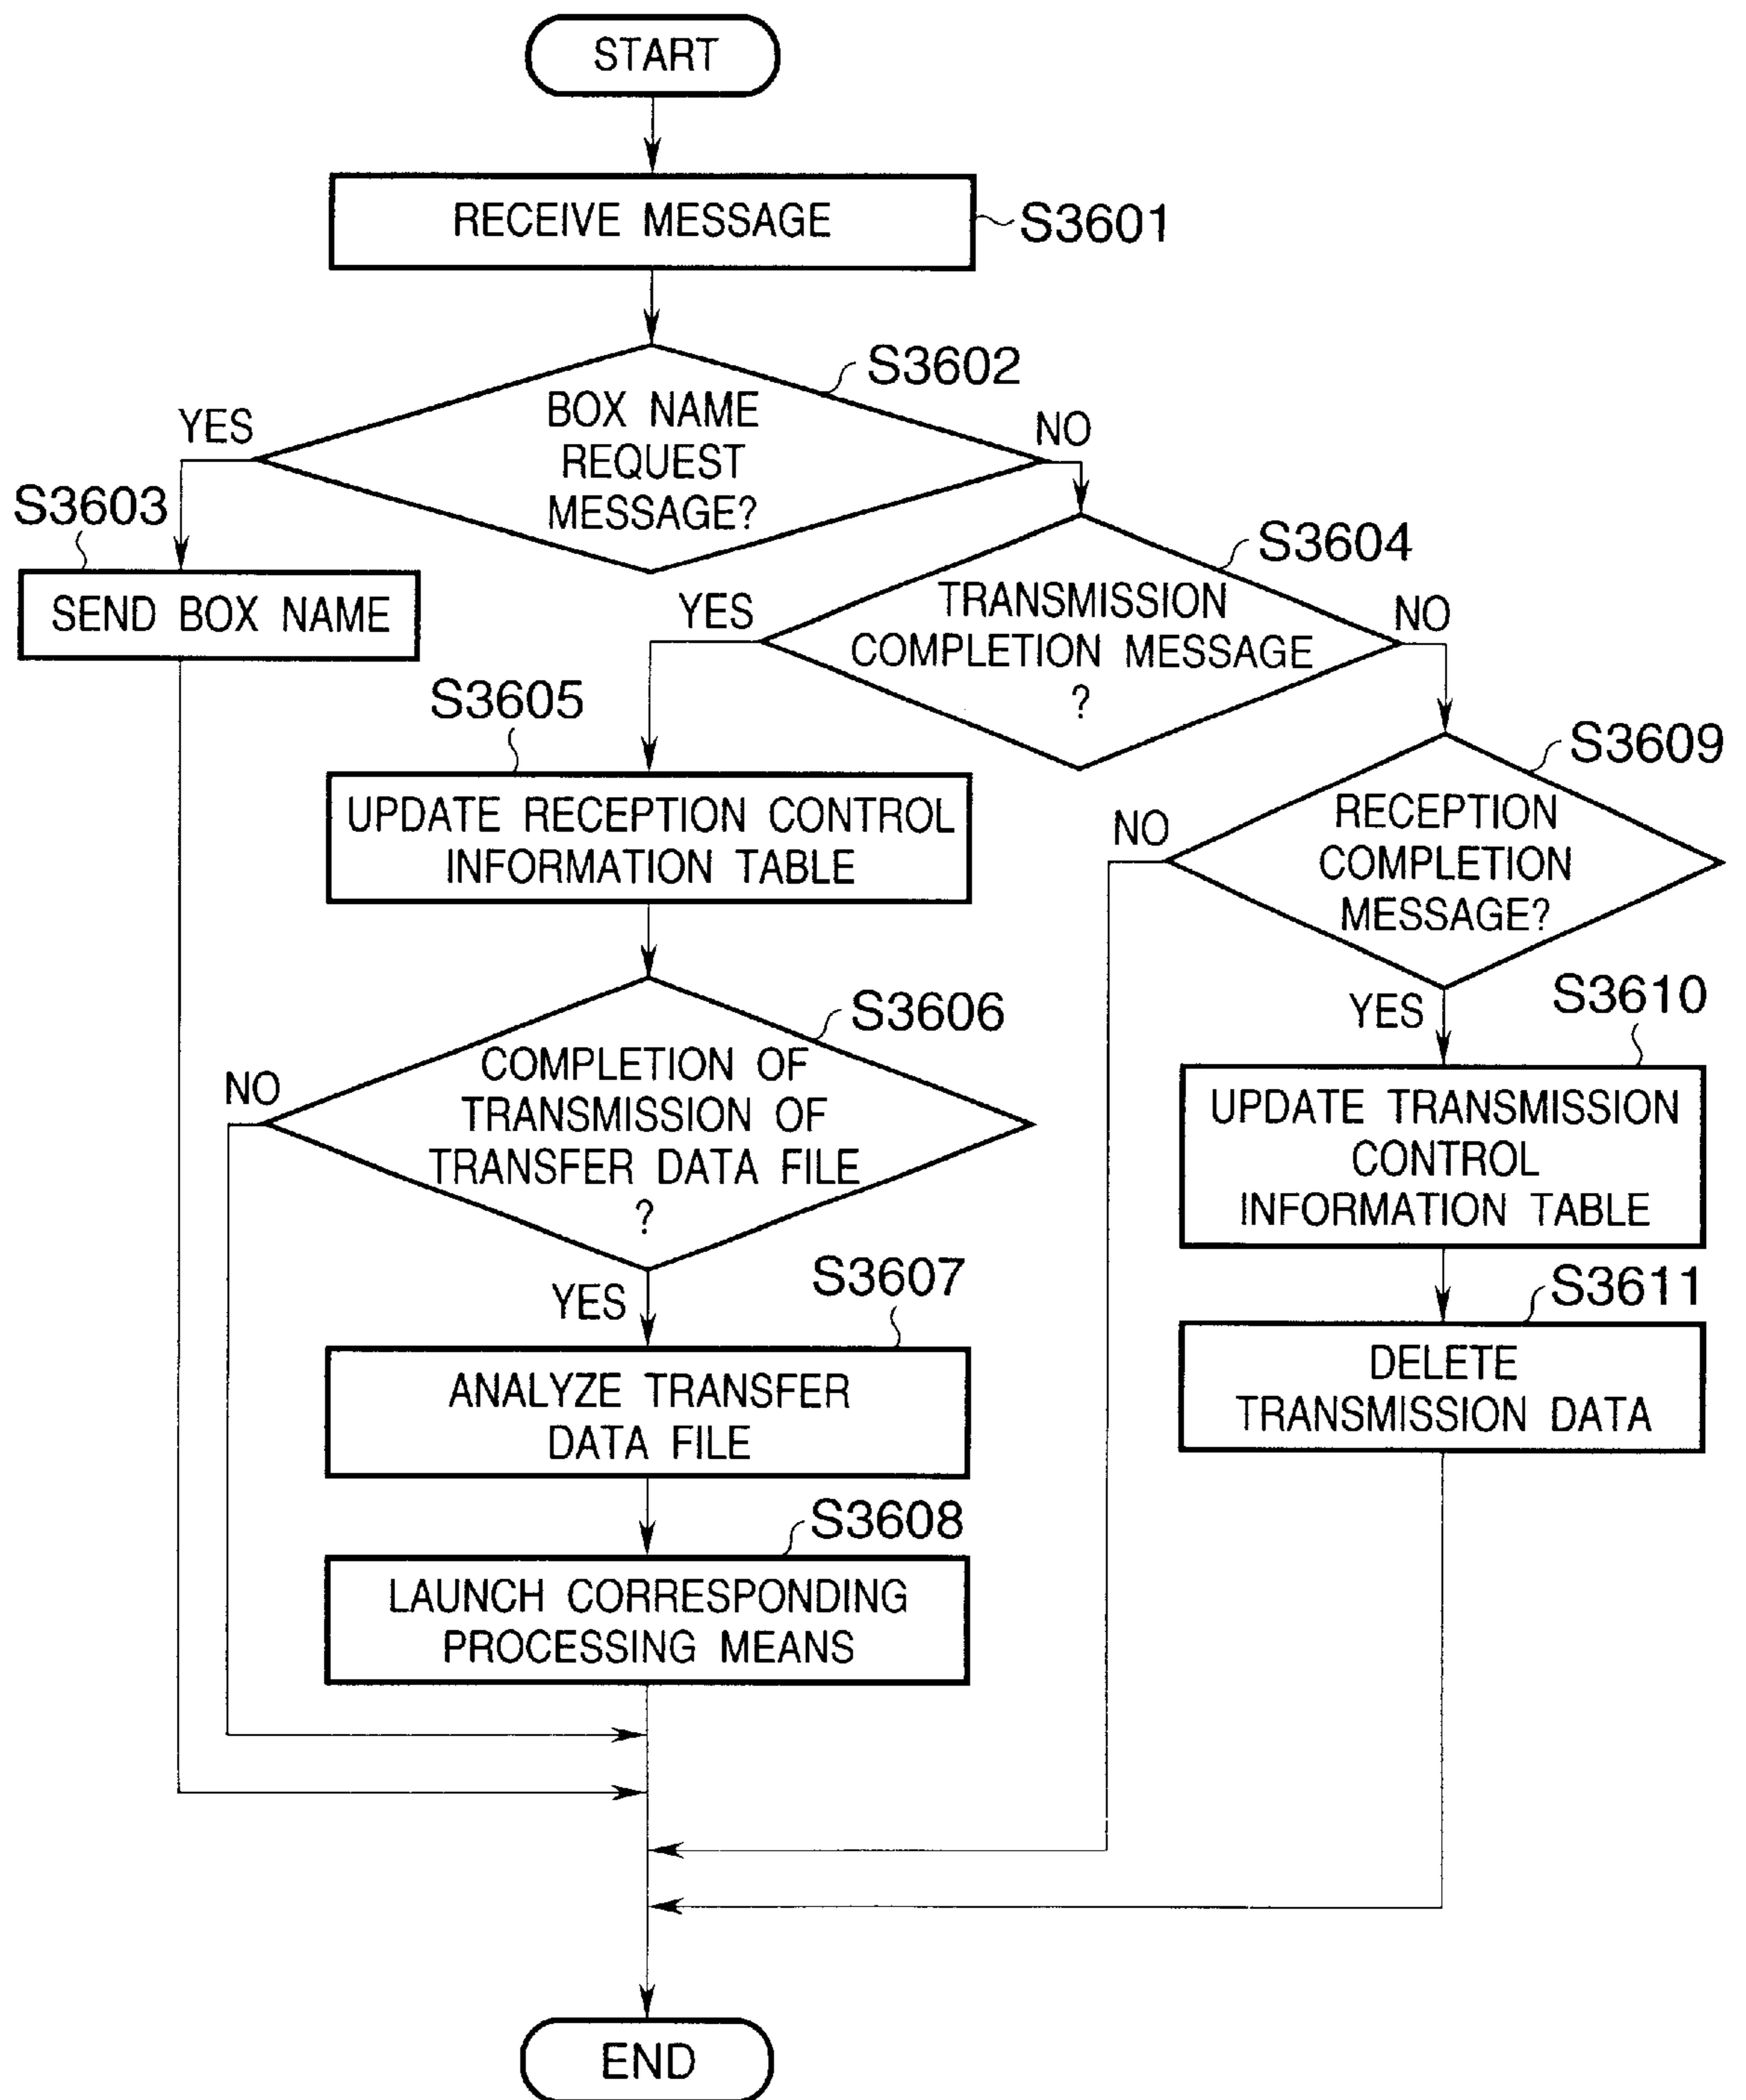 START
RECEIVE MESSAGE
S3601
S3602
BOX NAME
REQUEST
MESSAGE?
YES
NO
S3603
SEND BOX NAME
S3604
TRANSMISSION
COMPLETION MESSAGE
?
YES
NO
S3605
UPDATE RECEPTION CONTROL
INFORMATION TABLE
S3609
RECEPTION
COMPLETION
MESSAGE?
NO
YES
S3606
COMPLETION OF
TRANSMISSION OF
TRANSFER DATA FILE
?
NO
YES
S3610
UPDATE TRANSMISSION
CONTROL
INFORMATION TABLE
S3607
ANALYZE TRANSFER
DATA FILE
S3611
DELETE
TRANSMISSION DATA
S3608
LAUNCH CORRESPONDING
PROCESSING MEANS
END